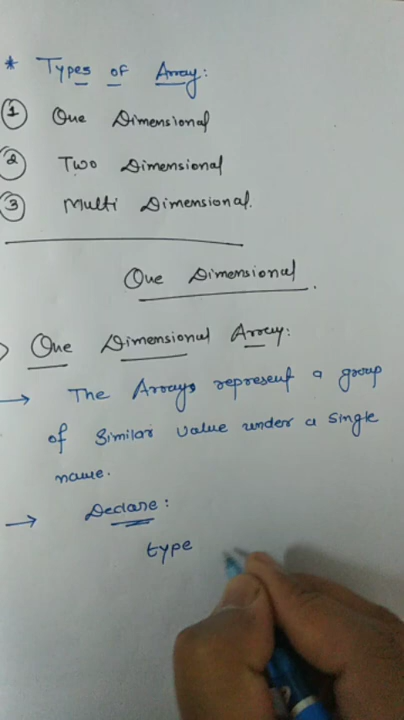 * Types of Array:
① One Dimensional
② Two Dimensional
③ Multi Dimensional.
One Dimensional.
One Dimensional Array:
→ The Arrays represent a group
of Similar value under a single
name.
→ Declare:
type